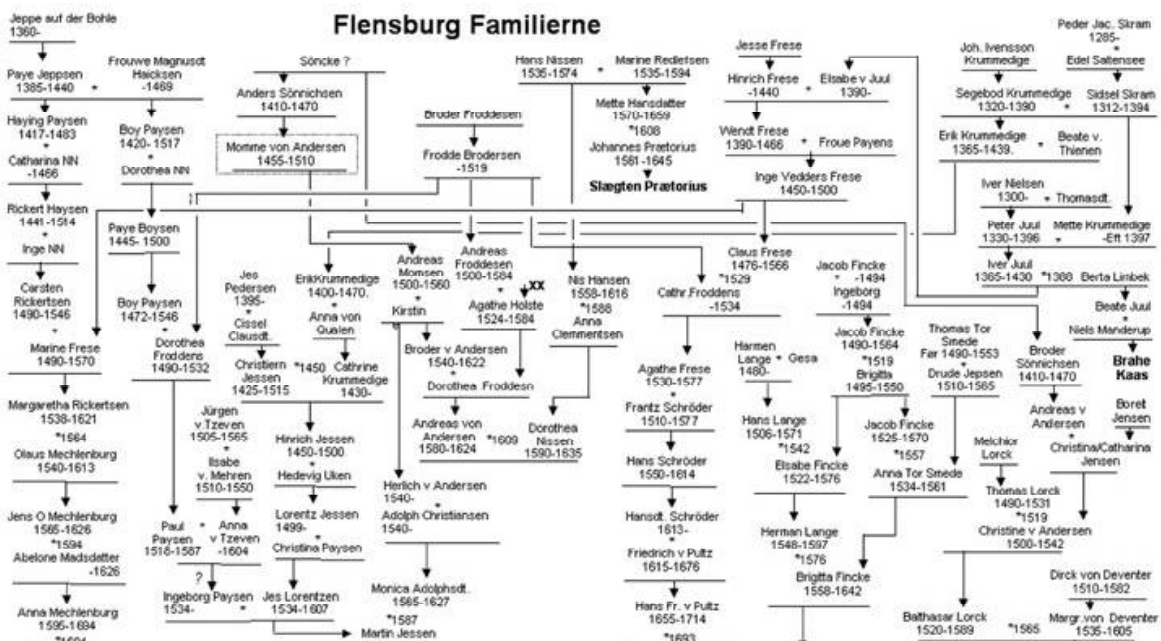 Flensburg Familierne
Jeppe auf der Bohle
1360-
Paye Jeppsen
1385-1440 *
Frouwe Magnusdt
Haicksen
-1469
Haying Paysen
1417-1483
*
Catharina NN
-1466
Rickert Haysen
1441-1514
*
Inge NN
Carsten
Rickertsen
1490-1546
*
Marine Frese
1490-1570
Margaretha Rickertsen
1538-1621
*1564
Olaus Mechlenburg
1540-1613
Jens O Mechlenburg
1565-1626
*1594
Abelone Madsdatter
-1626
Anna Mechlenburg
1595-1694
Boy Paysen
1420- 1517
*
Dorothea NN
Paye Boysen
1445- 1500
Boy Paysen
1472-1546
*
Dorothea
Froddens
1490-1532
Paul
Paysen
1518-1587
*
Anna
v Tzeven
-1604
?
Ingeborg Paysen
1534- *
Jes Lorentzen
1534-1607
Martin Jessen
Söncke ?
Anders Sönnichsen
1410-1470
Momme von Andersen
1455-1510
Jes
Pedersen
1395-
*
Cissel
Clausdt.
Christiern
Jessen
1425-1515
*1450
Cathrine
Krummedige
1430-
ErikKrummedige
1400-1470.
*
Anna von
Qualen
Jürgen
v.Tzeven
1505-1565
*
Ilsabe
v. Mehren
1510-1550
Hinrich Jessen
1450-1500
*
Hedevig Uken
Lorentz Jessen
1499-
*
Christina Paysen
Broder Froddesen
Frodde Brodersen
-1519
Andreas
Momsen
1500-1560
*
Kirstin
Andreas
Froddesen
1500-1584
*
xx
Agathe Holste
1524-1584
Broder v Andersen
1540-1622
*
Dorothea Froddesn
Andreas von
Andersen
1580-1624
*1609
Dorothea
Nissen
1590-1635
Herlich v Andersen
1540-
*
Adolph Christiansen
1540-
Monica Adolphsdt.
1565-1627
*1587
Hans Nissen
1535-1574
*
Marine Redlefsen
1535-1594
Mette Hansdatter
1570-1659
*1608
Johannes Prætorius
1561-1645
Slægten Prætorius
Nis Hansen
1558-1616
*1588
Anna
Clemmentsen
Jesse Frese
Hinrich Frese
-1440
*
Elsabe v Juul
1390-
Wendt Frese
1390-1466
*
Froue Payens
Inge Vedders Frese
1450-1500
Claus Frese
1476-1566
*1529
Cathr.Froddens
-1534
Agathe Frese
1530-1577
*
Frantz Schröder
1510-1577
Hans Schröder
1550-1614
Hansdt. Schröder
1613-
*
Friedrich v Pultz
1615-1676
Hans Fr. v Pultz
1655-1714
*1693
Jacob Fincke
* -1494
Ingeborg
-1494
Harmen
Lange * Gesa
1480-
Jacob Fincke
1490-1564
*1519
Brigitta
1495-1550
Hans Lange
1506-1571
*1542
Elsabe Fincke
1522-1576
Jacob Fincke
1525-1570
*1557
Anna Tor Smede
1534-1561
Herman Lange
1548-1597
*1576
Brigitta Fincke
1558-1642
Thomas Tor
Smede
Før 1490-1553
*
Drude Jepsen
1510-1565
Joh. Ivensson
Krummedige
Peder Jac. Skram
1285-
*
Edel Saltensee
Segebod Krummedige
1320-1390
*
Sidsel Skram
1312-1394
Erik Krummedige
1365-1439.
*
Beate v.
Thienen
Iver Nielsen
1300-
* Thomasdt.
Peter Juul
1330-1396
*
Mette Krummedige
-Eft 1397
Iver Juul
1365-1430
*1388
Berta Limbek
Beate Juul
*
Niels Manderup
Brahe
Kaas
Broder
Sönnichsen
1410-1470
Andreas v
Andersen
*
Christina/Catharina
Jensen
Boret
Jensen
Melchior
Lorck
Thomas Lorck
1490-1531
*1519
Christine v Andersen
1500-1542
Balthasar Lorck
1520-1589
*1565
Dirck von Deventer
1510-1582
Margr.von Deventer
1535-1605